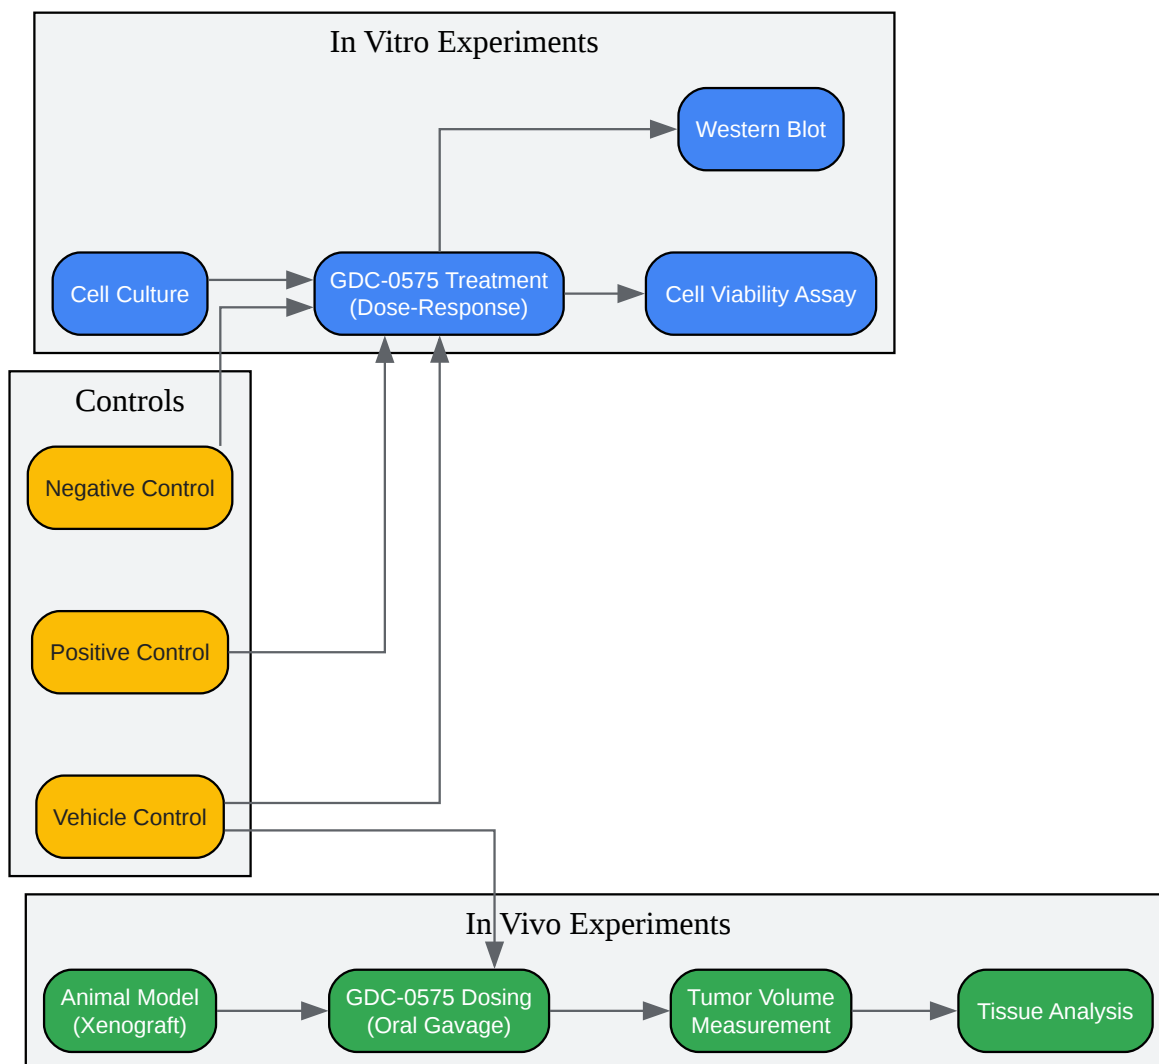 In Vitro Experiments
Western Blot
Cell Culture
GDC-0575 Treatment
(Dose-Response)
Cell Viability Assay
Controls
Negative Control
Positive Control
Vehicle Control
In Vivo Experiments
Animal Model
(Xenograft)
GDC-0575 Dosing
(Oral Gavage)
Tumor Volume
Measurement
Tissue Analysis